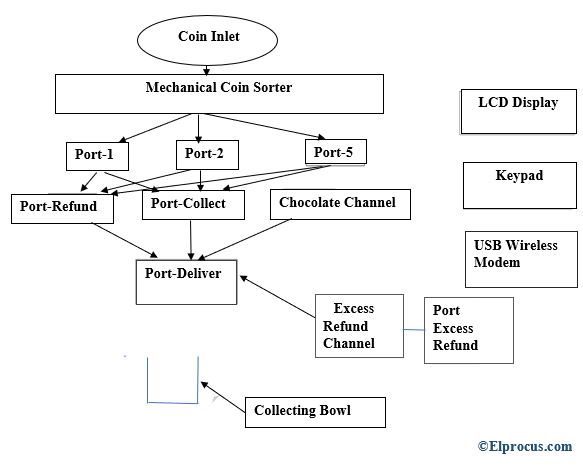 Coin Inlet
Mechanical Coin Sorter
LCD Display
Port-1
Port-2
Port-5
Keypad
Port-Refund
Port-Collect
Chocolate Channel
USB Wireless
Modem
Port-Deliver
Excess
Refund
Channel
Port
Excess
Refund
Collecting Bowl
©Elprocus.com